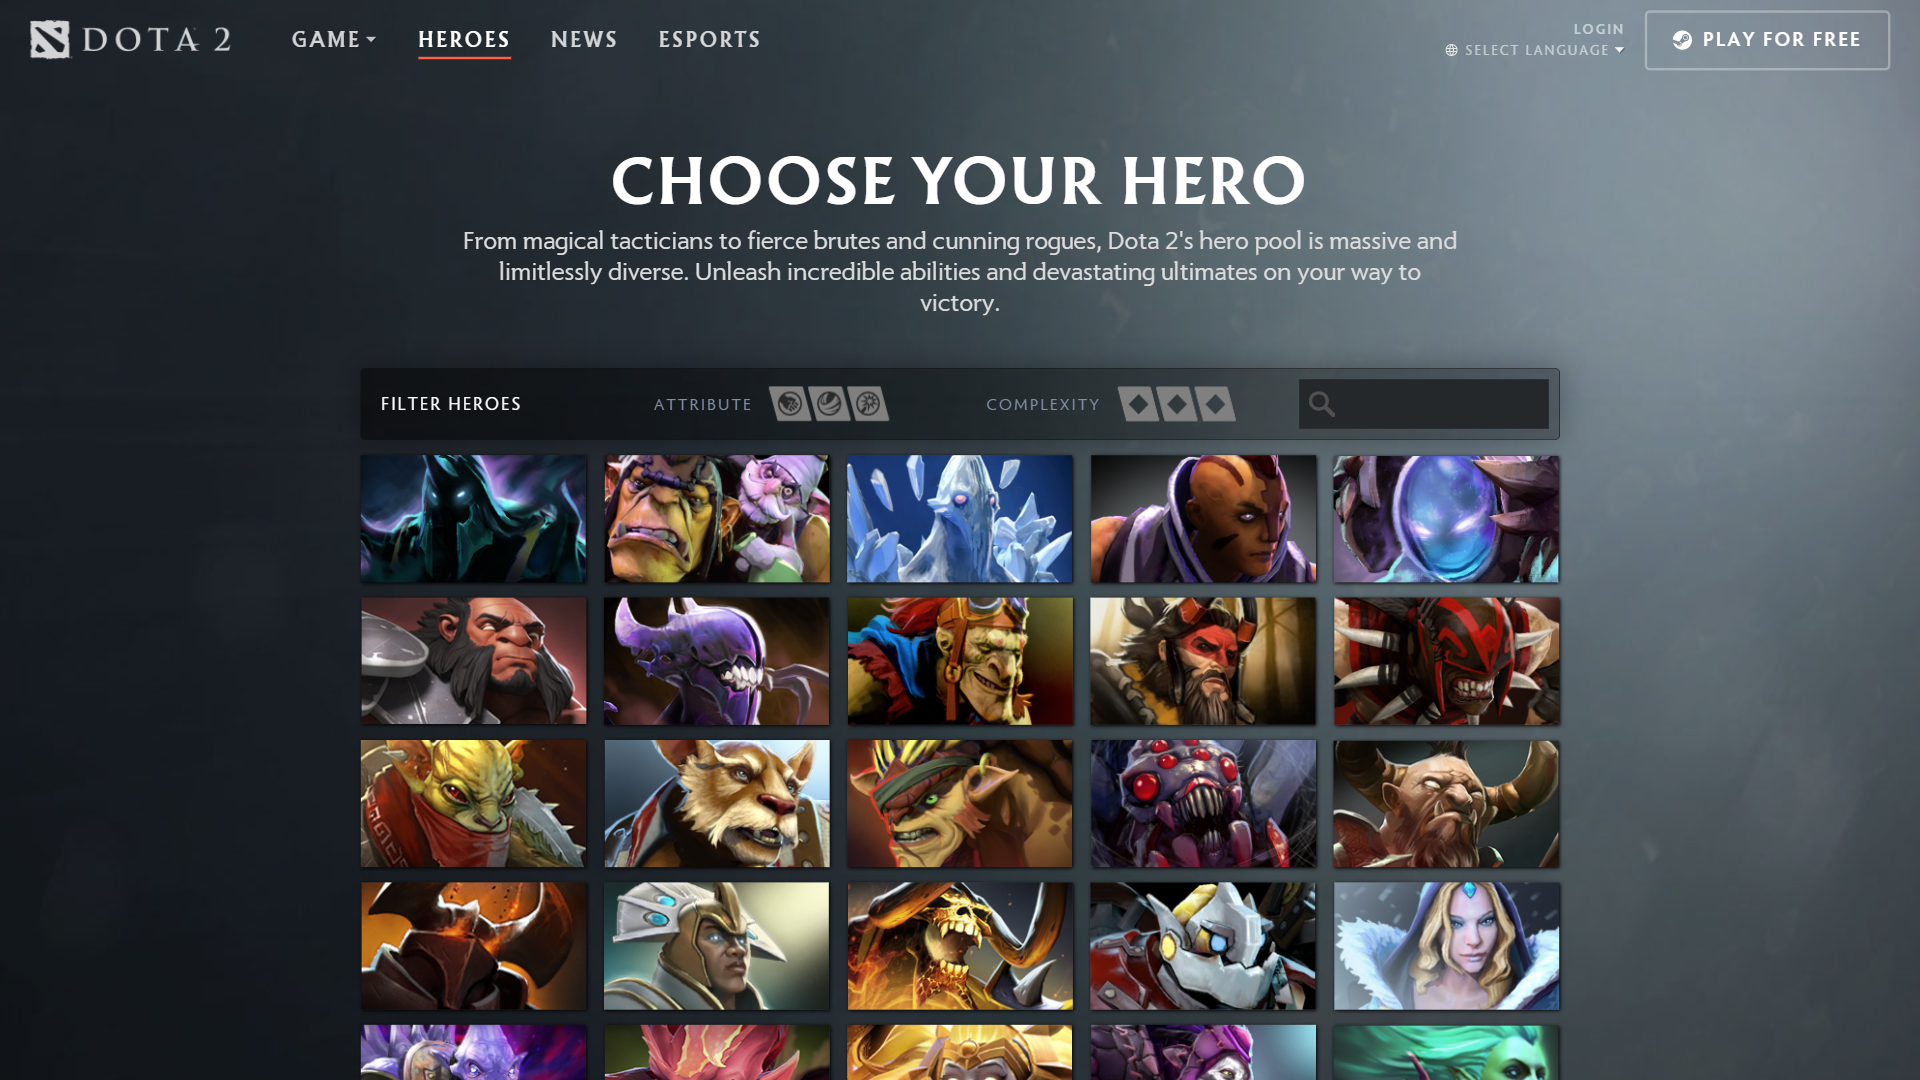 DOTA 2
GAME
HEROES
NEWS
ESPORTS
LOGIN
SELECT LANGUAGE
PLAY FOR FREE
CHOOSE YOUR HERO
From magical tacticians to fierce brutes and cunning rogues, Dota 2's hero pool is massive and
limitlessly diverse. Unleash incredible abilities and devastating ultimates on your way to
victory.
FILTER HEROES
ATTRIBUTE
COMPLEXITY